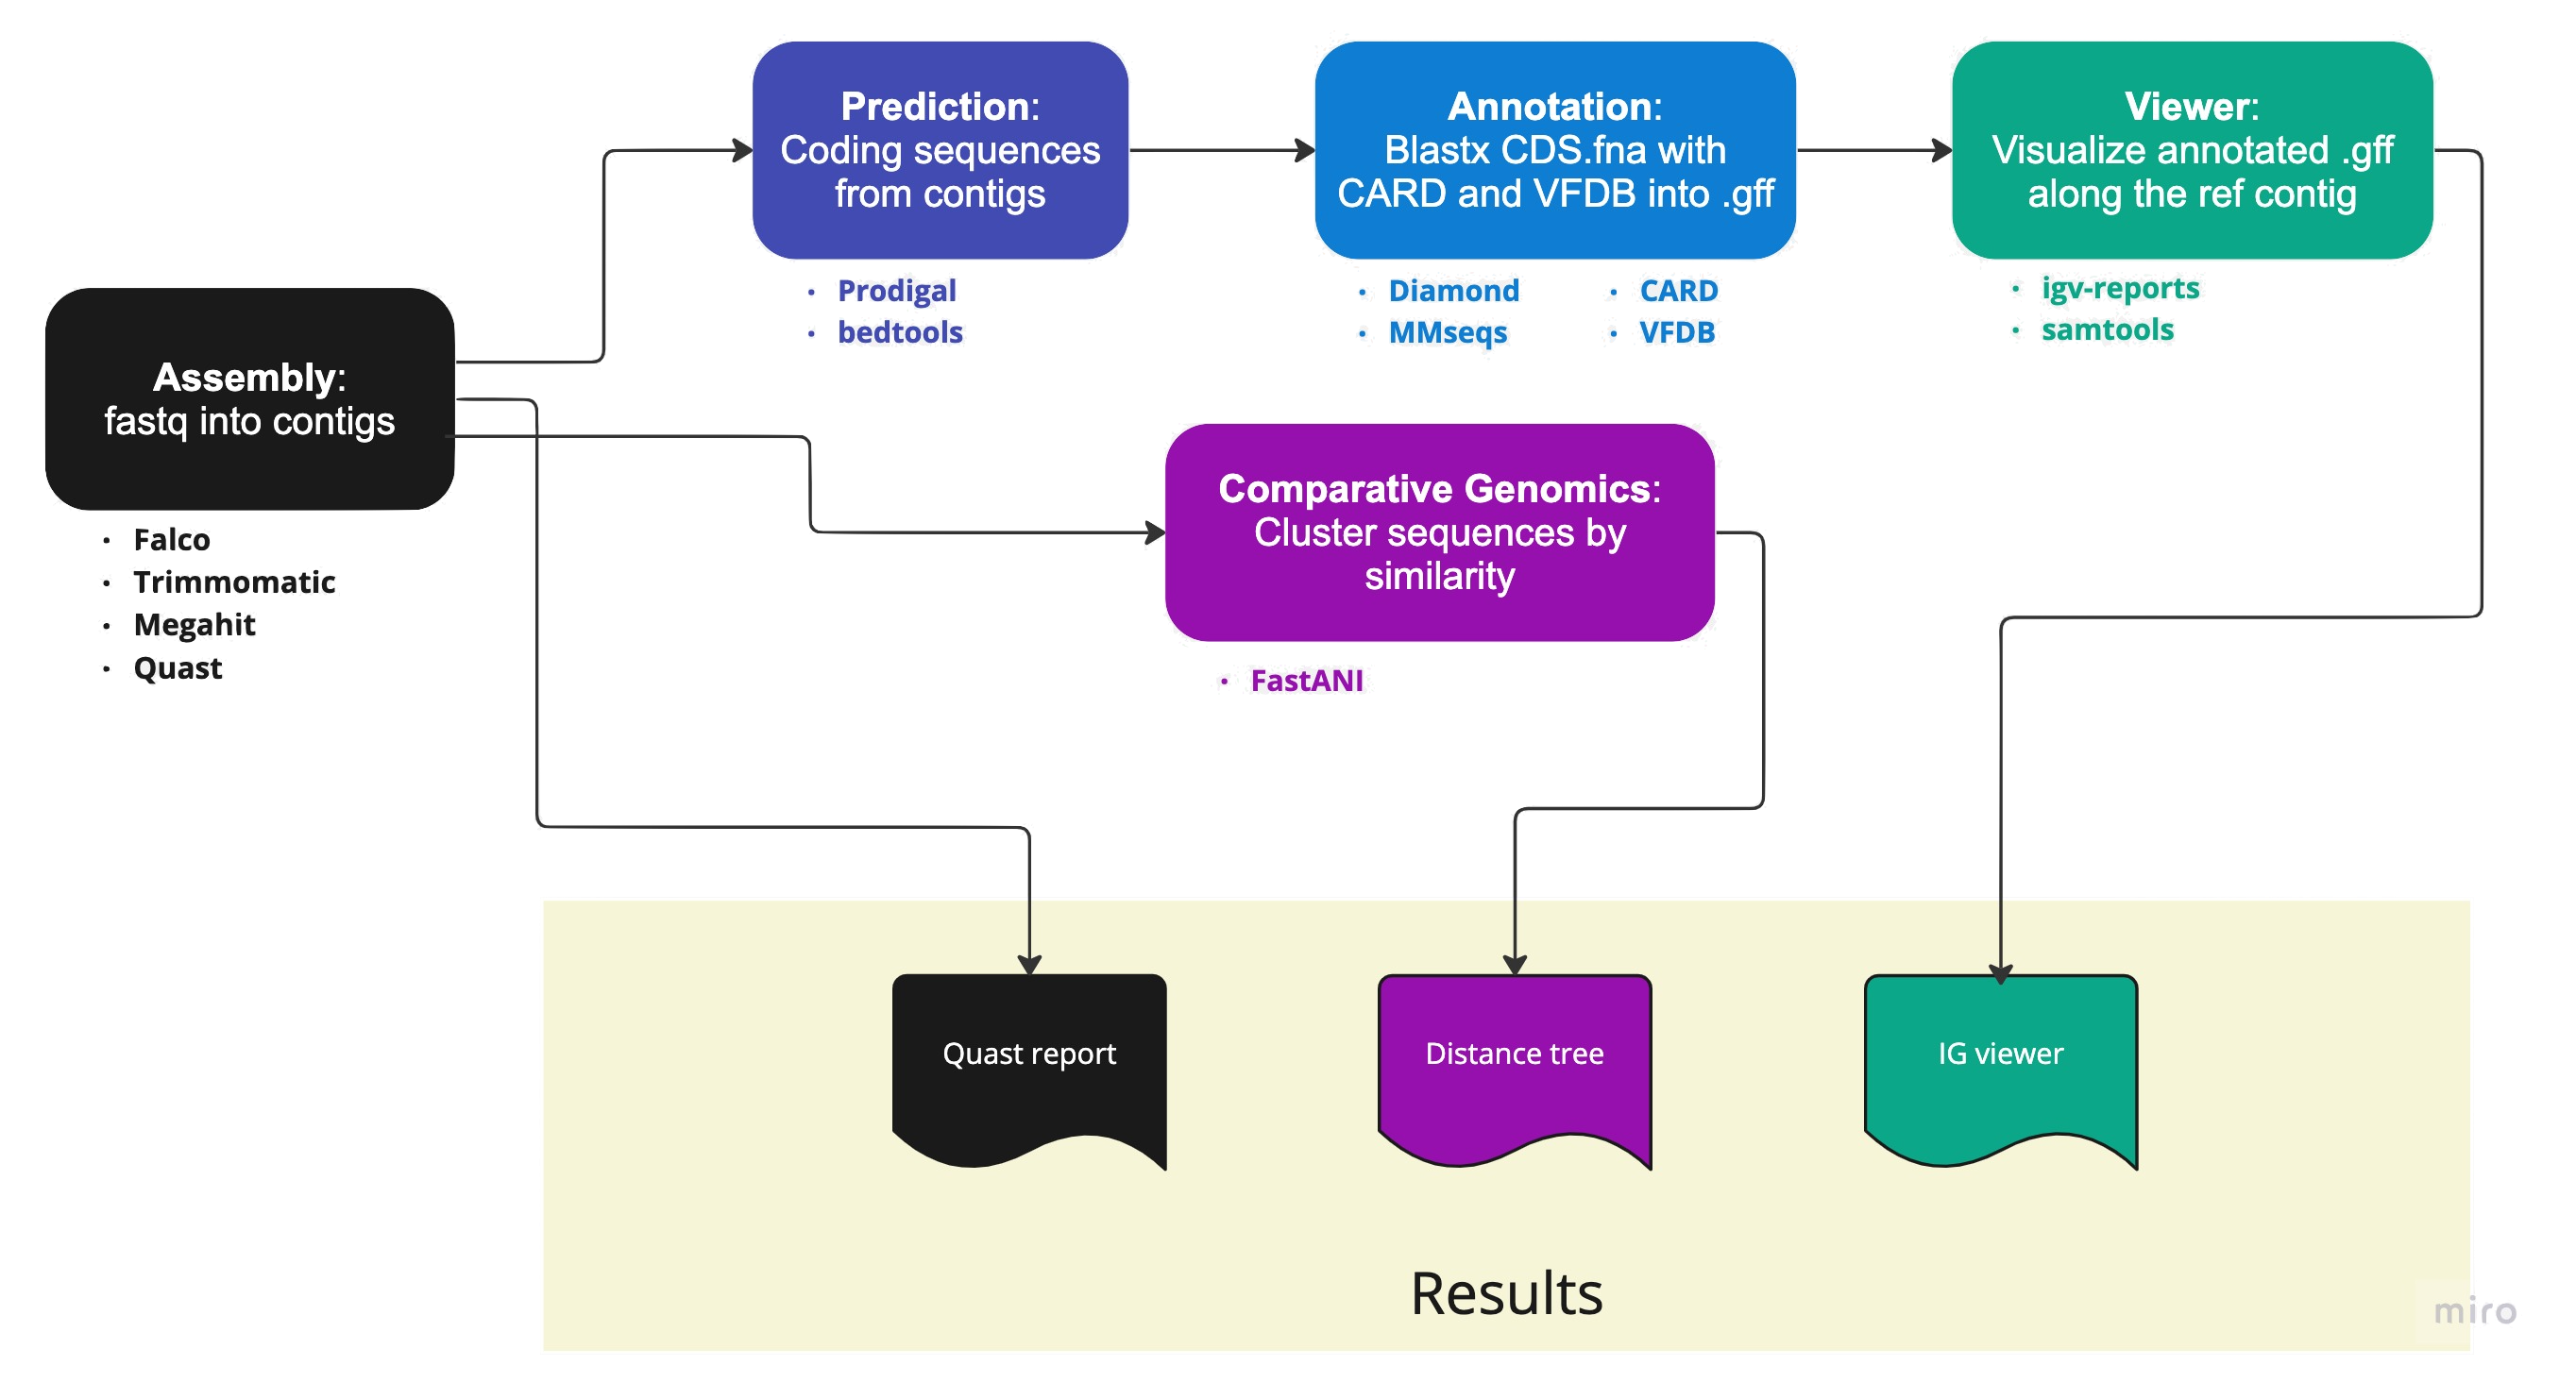 Prediction:
Coding sequences
from contigs
Prodigal
bedtools
Annotation:
Blastx CDS.fna with
CARD and VFDB into .gff
Diamond
MMseqs
CARD
VFDB
Viewer:
Visualize annotated .gff
along the ref contig
igv-reports
samtools
Assembly:
fastq into contigs
Falco
Trimmomatic
Megahit
Quast
Comparative Genomics:
Cluster sequences by
similarity
FastANI
Quast report
Distance tree
IG viewer
Results
miro